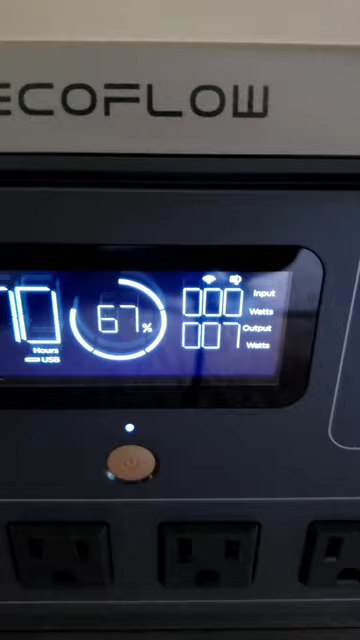 ECOFLOW
67%
000 Input
Watts
007 Output
Watts
Hours
USB